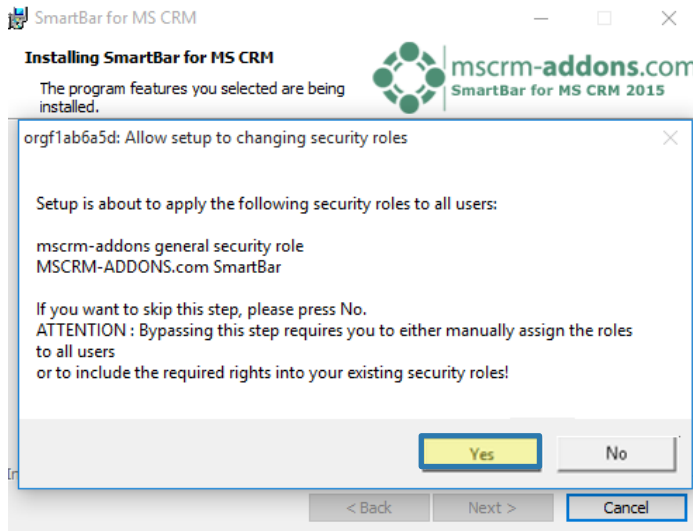 SmartBar for MS CRM
Installing SmartBar for MS CRM
The program features you selected are being
installed.
mscrm-addons.com
SmartBar for MS CRM 2015
orgf1ab6a5d: Allow setup to changing security roles
Setup is about to apply the following security roles to all users:
mscrm-addons general security role
MSCRM-ADDONS.com SmartBar
If you want to skip this step, please press No.
ATTENTION : Bypassing this step requires you to either manually assign the roles
to all users
or to include the required rights into your existing security roles!
Yes
No
< Back
Next >
Cancel